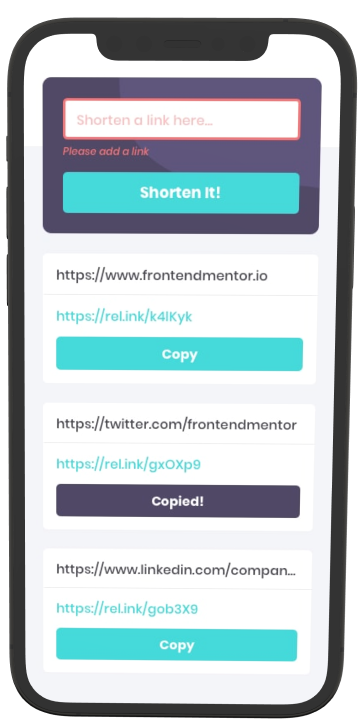 Shorten a link here...
Please add a link
Shorten It!
https://www.frontendmentor.io
https://rel.ink/k4lKyk
Copy
https://twitter.com/frontendmentor
https://rel.ink/gxOXp9
Copied!
https://www.linkedin.com/compan...
https://rel.ink/gob3X9
Copy